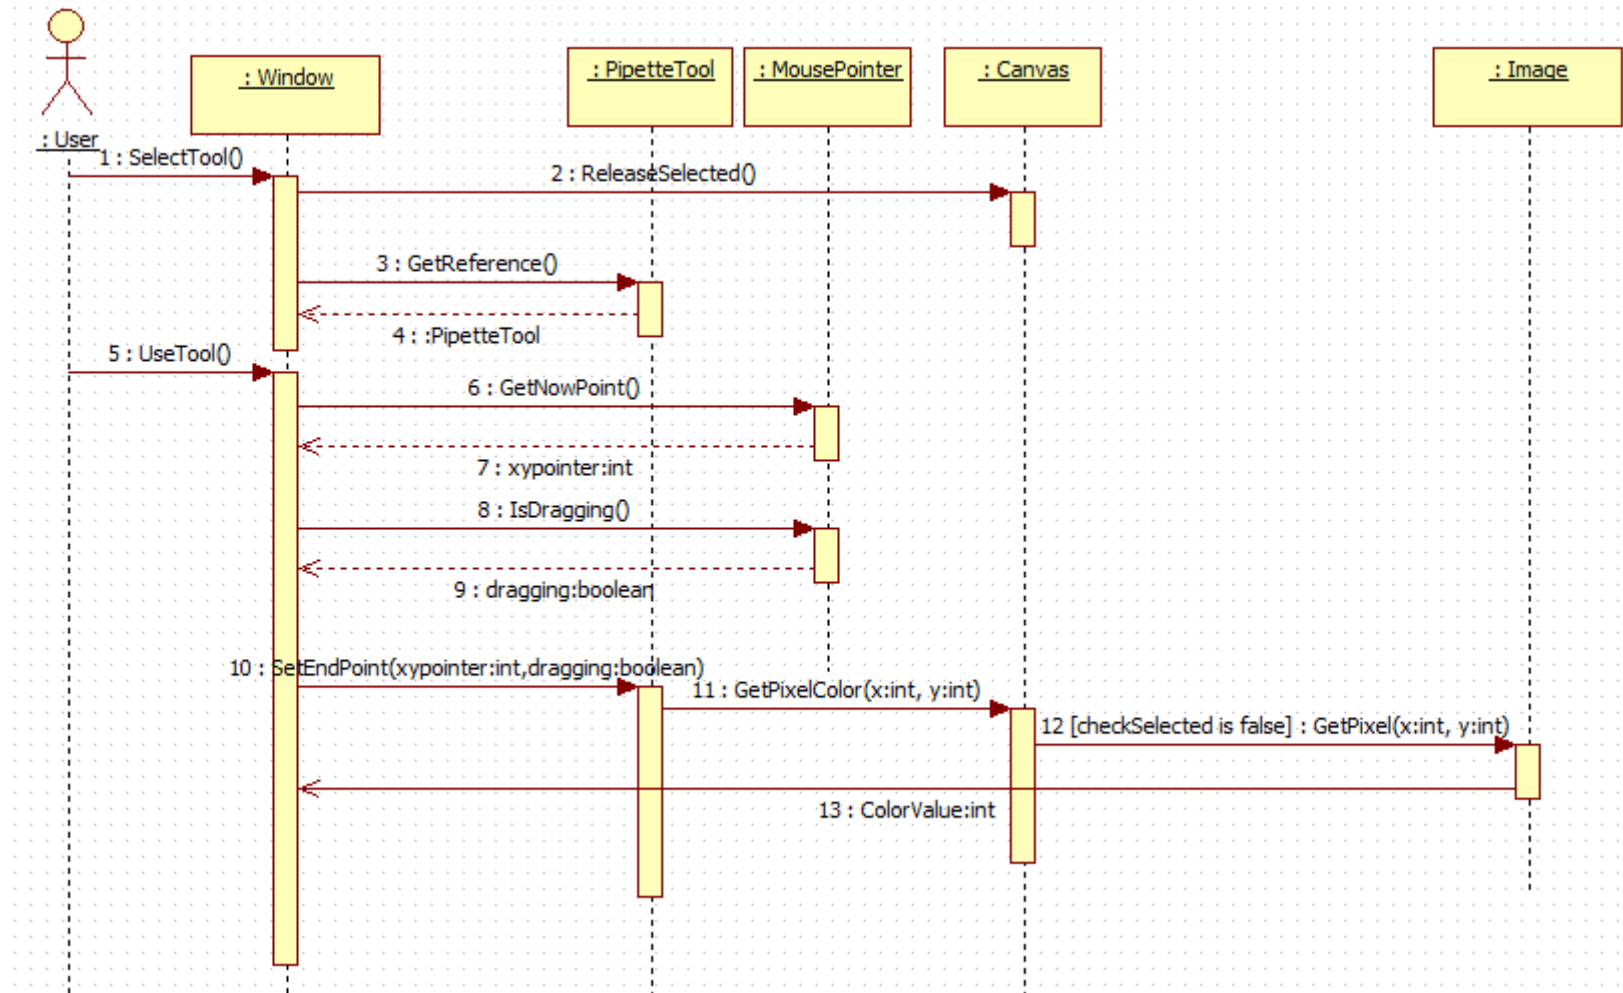 : Window
: PipetteTool
: MousePointer
: Canvas
: Image
: User
1 : SelectTool()
2 : ReleaseSelected()
3 : GetReference()
4 : :PipetteTool
5 : UseTool()
6 : GetNowPoint()
7 : xypointer:int
8 : IsDragging()
9 : dragging:boolean
10 : SetEndPoint(xypointer:int,dragging:boolean)
11 : GetPixelColor(x:int, y:int)
12 [checkSelected is false] : GetPixel(x:int, y:int)
13 : ColorValue:int